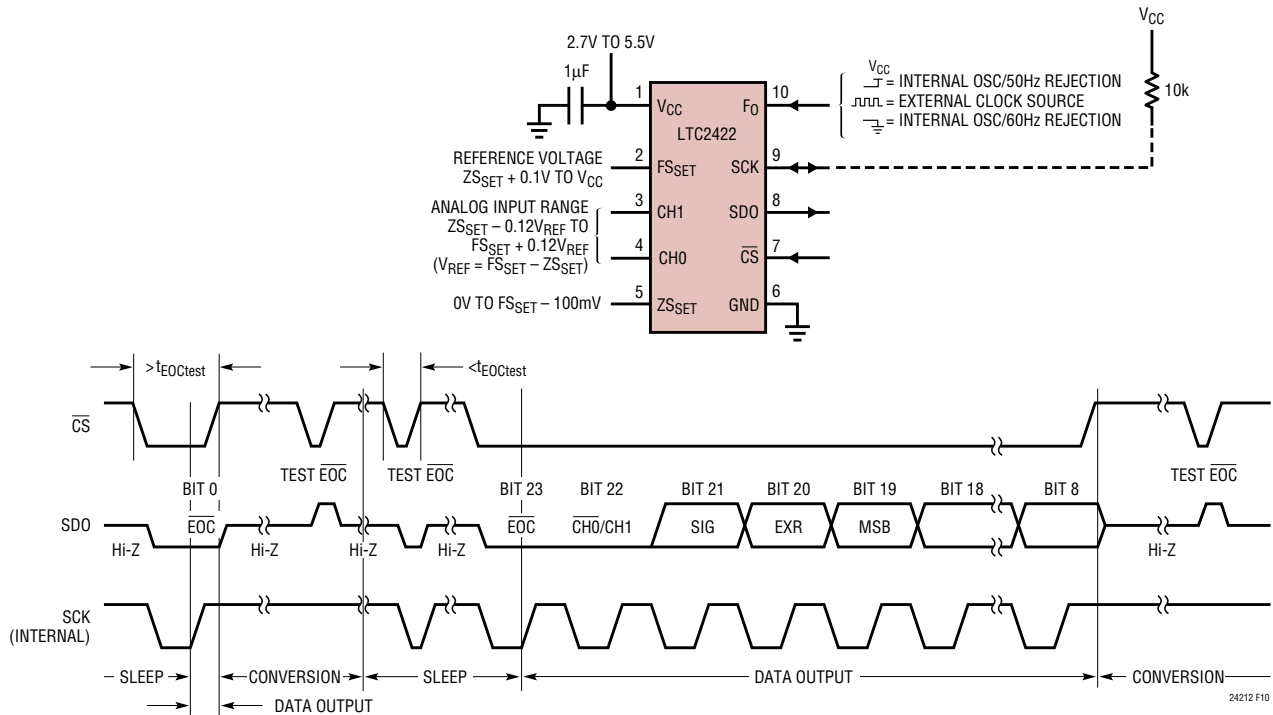 2.7V TO 5.5V
1µF
VCC
10k
1
VCC
LTC2422
FO
10
VCC
= INTERNAL OSC/50Hz REJECTION
= EXTERNAL CLOCK SOURCE
= INTERNAL OSC/60Hz REJECTION
REFERENCE VOLTAGE
ZSSET + 0.1V TO VCC
2
FSSET
SCK
9
ANALOG INPUT RANGE
ZSSET – 0.12VREF TO
FSSET + 0.12VREF
(VREF = FSSET – ZSSET)
3
CH1
SDO
8
4
CH0
CS
7
0V TO FSSET – 100mV
5
ZSSET
GND
6
>tEOCtest
<tEOCtest
CS
TEST EOC
TEST EOC
TEST EOC
BIT 0
BIT 23
BIT 22
BIT 21
BIT 20
BIT 19
BIT 18
BIT 8
SDO
EOC
EOC
CH0/CH1
SIG
EXR
MSB
Hi-Z
Hi-Z
Hi-Z
Hi-Z
Hi-Z
SCK
(INTERNAL)
SLEEP
CONVERSION
SLEEP
DATA OUTPUT
CONVERSION
DATA OUTPUT
24212 F10